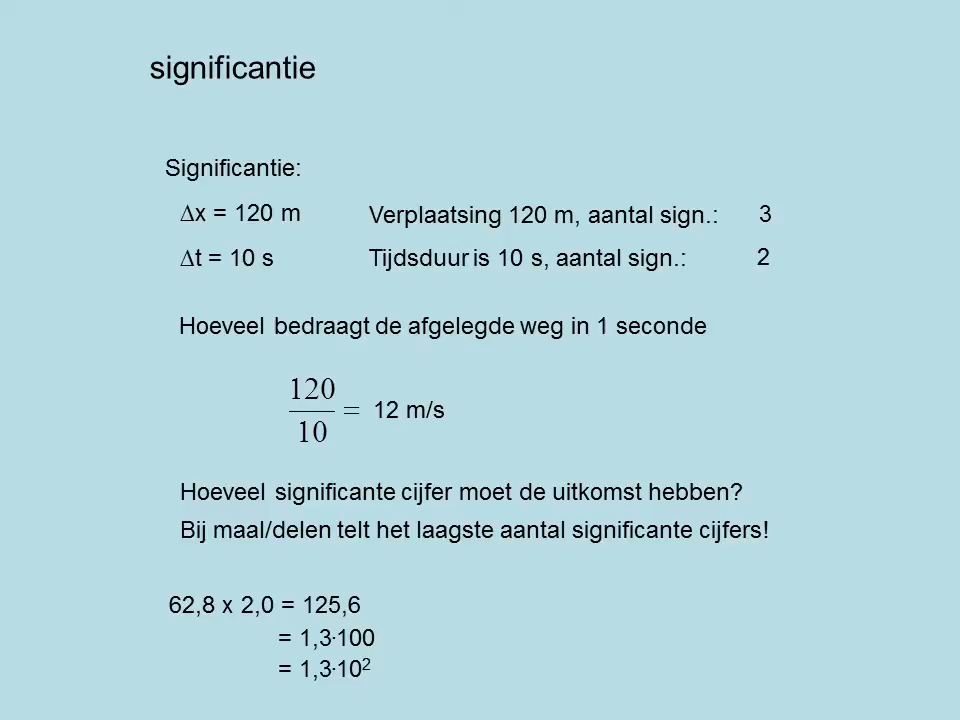 significantie
Significantie:
∆x = 120 m Verplaatsing 120 m, aantal sign.: 3
∆t = 10 s Tijdsduur is 10 s, aantal sign.: 2
Hoeveel bedraagt de afgelegde weg in 1 seconde
120/10 = 12 m/s
Hoeveel significante cijfer moet de uitkomst hebben?
Bij maal/delen telt het laagste aantal significante cijfers!
62,8 x 2,0 = 125,6
= 1,3·100
= 1,3·10²